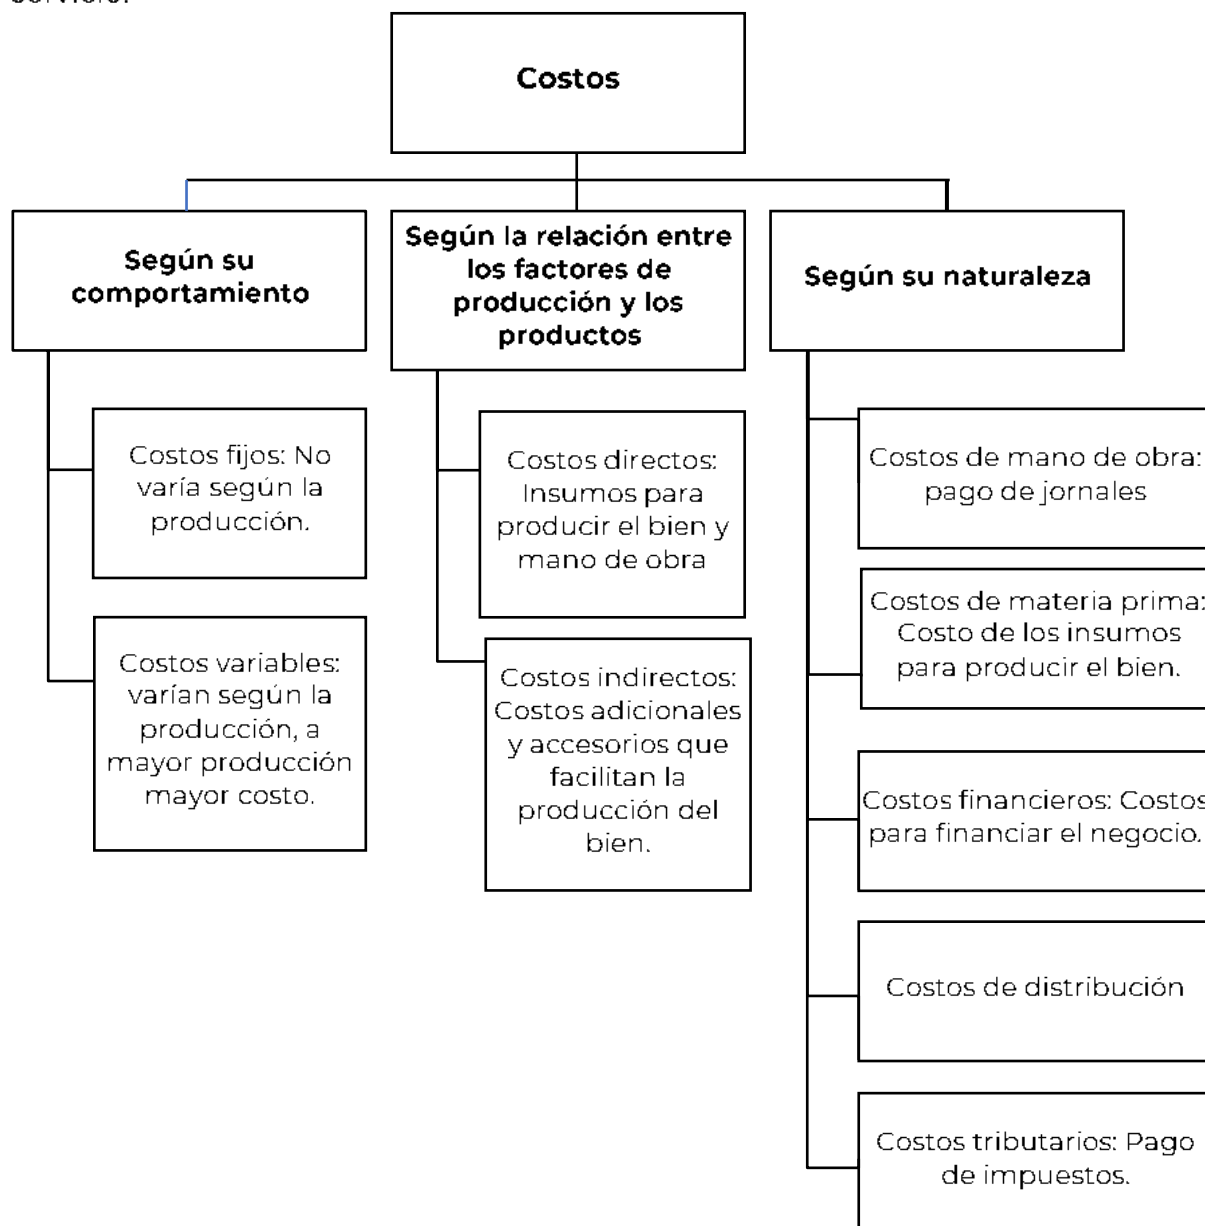 Costos
Según su
comportamiento
Costos fijos: No
varía según la
producción.
Costos variables:
varían según la
producción, a
mayor producción
mayor costo.
Según la relación entre
los factores de
producción y los
productos
Costos directos:
Insumos para
producir el bien y
mano de obra
Costos indirectos:
Costos adicionales
y accesorios que
facilitan la
producción del
bien.
Según su naturaleza
Costos de mano de obra:
pago de jornales
Costos de materia prima:
Costo de los insumos
para producir el bien.
Costos financieros: Costos
para financiar el negocio.
Costos de distribución
Costos tributarios: Pago
de impuestos.